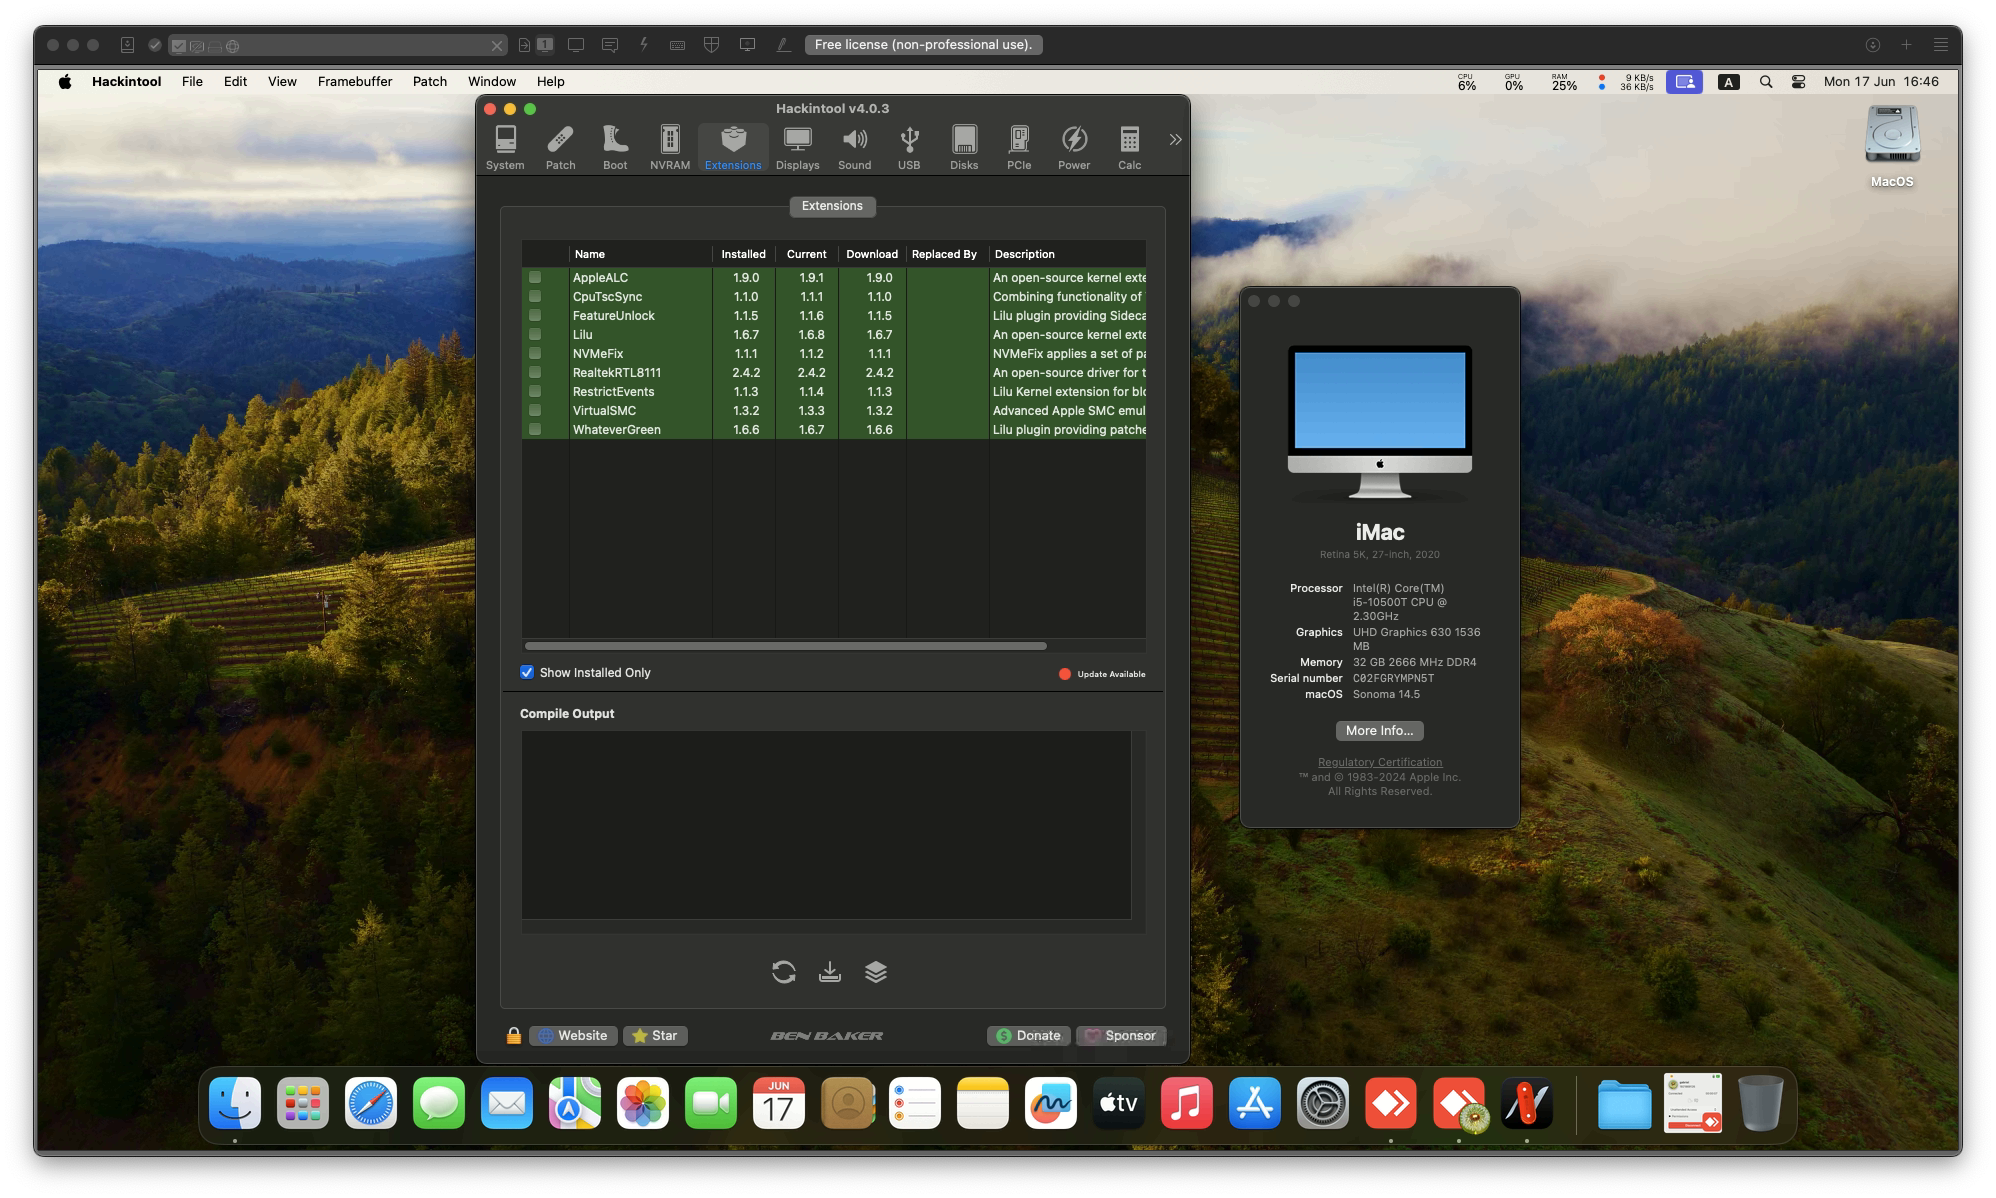 1
Free license (non-professional use).
Hackintool File Edit View Framebuffer Patch Window Help
CPU 6% GPU 0% RAM 25% 9 KB/s 36 KB/s A Mon 17 Jun 16:46
Hackintool v4.0.3
System Patch Boot NVRAM Extensions Displays Sound USB Disks PCIe Power Calc
MacOS
Extensions
Name Installed Current Download Replaced By Description
AppleALC 1.9.0 1.9.1 1.9.0 An open-source kernel exte
CpuTscSync 1.1.0 1.1.1 1.1.0 Combining functionality of
FeatureUnlock 1.1.5 1.1.6 1.1.5 Lilu plugin providing Sideca
Lilu 1.6.7 1.6.8 1.6.7 An open-source kernel exte
NVMeFix 1.1.1 1.1.2 1.1.1 NVMeFix applies a set of pa
RealtekRTL8111 2.4.2 2.4.2 2.4.2 An open-source driver for t
RestrictEvents 1.1.3 1.1.4 1.1.3 Lilu Kernel extension for blo
VirtualSMC 1.3.2 1.3.3 1.3.2 Advanced Apple SMC emul
WhateverGreen 1.6.6 1.6.7 1.6.6 Lilu plugin providing patche
Show Installed Only
Update Available
Compile Output
Website Star BEN BAKER Donate Sponsor
iMac
Retina 5K, 27-inch, 2020
Processor Intel(R) Core(TM)
i5-10500T CPU @
2.30GHz
Graphics UHD Graphics 630 1536
MB
Memory 32 GB 2666 MHz DDR4
Serial number C02FGRYMPN5T
macOS Sonoma 14.5
More Info...
Regulatory Certification
™ and © 1983-2024 Apple Inc.
All Rights Reserved.
JUN
17
tv